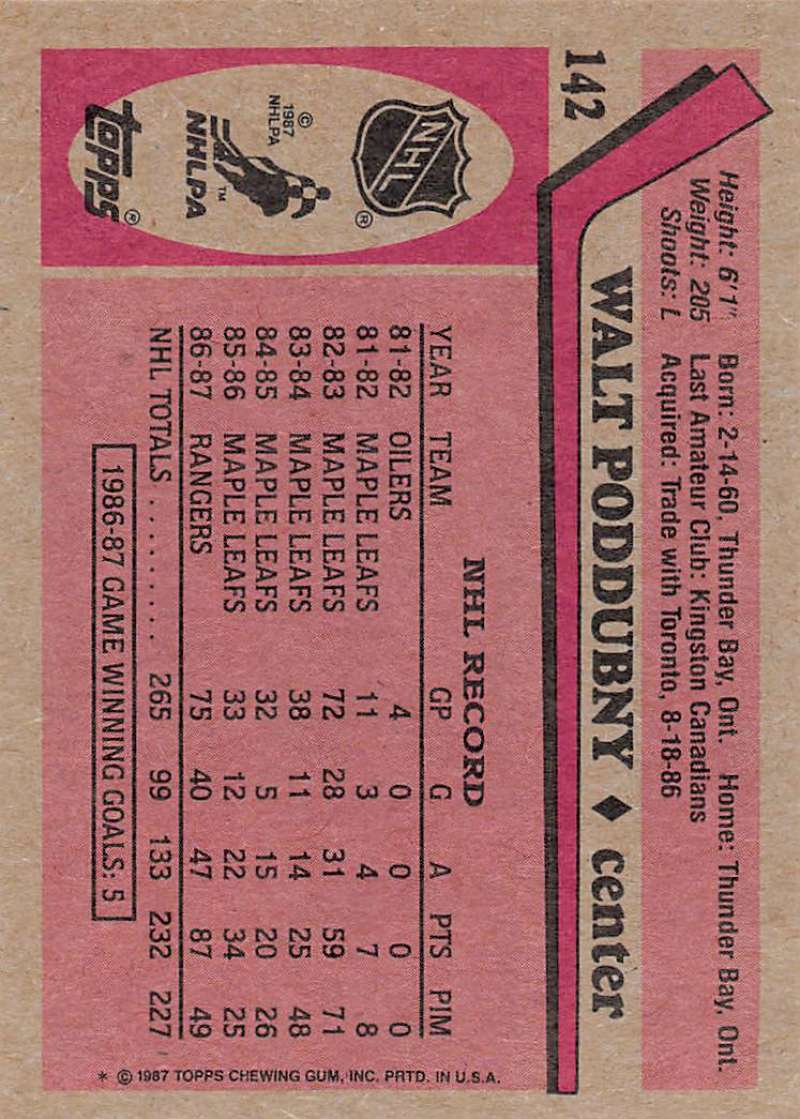 142
Height: 6'1" Born: 2-14-60, Thunder Bay, Ont. Home: Thunder Bay, Ont.
Weight: 205 Last Amateur Club: Kingston Canadians
Shoots: L Acquired: Trade with Toronto, 8-18-86
WALT PODDUBNY ♦ center
NHL ®
© 1987 NHLPA
NHLPA ™
TOPPS ®
NHL RECORD
YEAR TEAM GP G A PTS PIM
81-82 OILERS 4 0 0 0 0
81-82 MAPLE LEAFS 11 3 4 7 8
82-83 MAPLE LEAFS 72 28 31 59 71
83-84 MAPLE LEAFS 38 11 14 25 48
84-85 MAPLE LEAFS 32 5 15 20 26
85-86 MAPLE LEAFS 33 12 22 34 25
86-87 RANGERS 75 40 47 87 49
NHL TOTALS ......... 265 99 133 232 227
1986-87 GAME WINNING GOALS: 5
* © 1987 TOPPS CHEWING GUM, INC. PRTD. IN U.S.A.